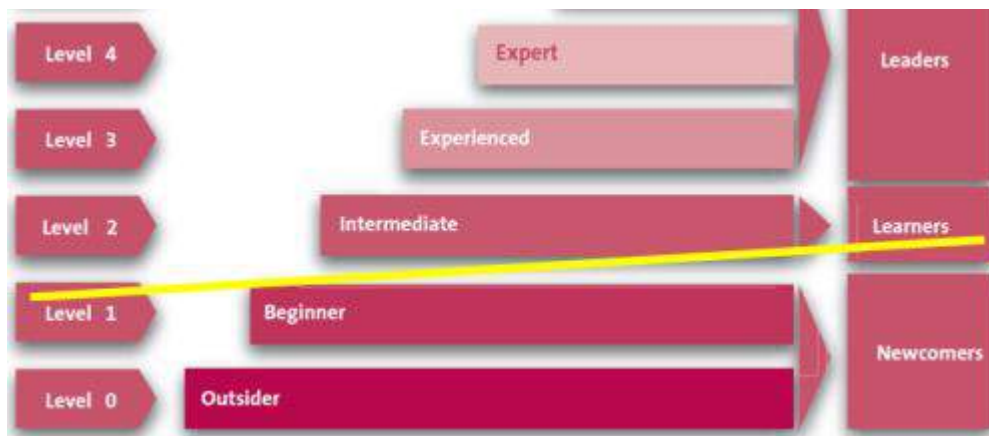 Level 4
Expert
Leaders
Level 3
Experienced
Level 2
Intermediate
Learners
Level 1
Beginner
Newcomers
Level 0
Outsider